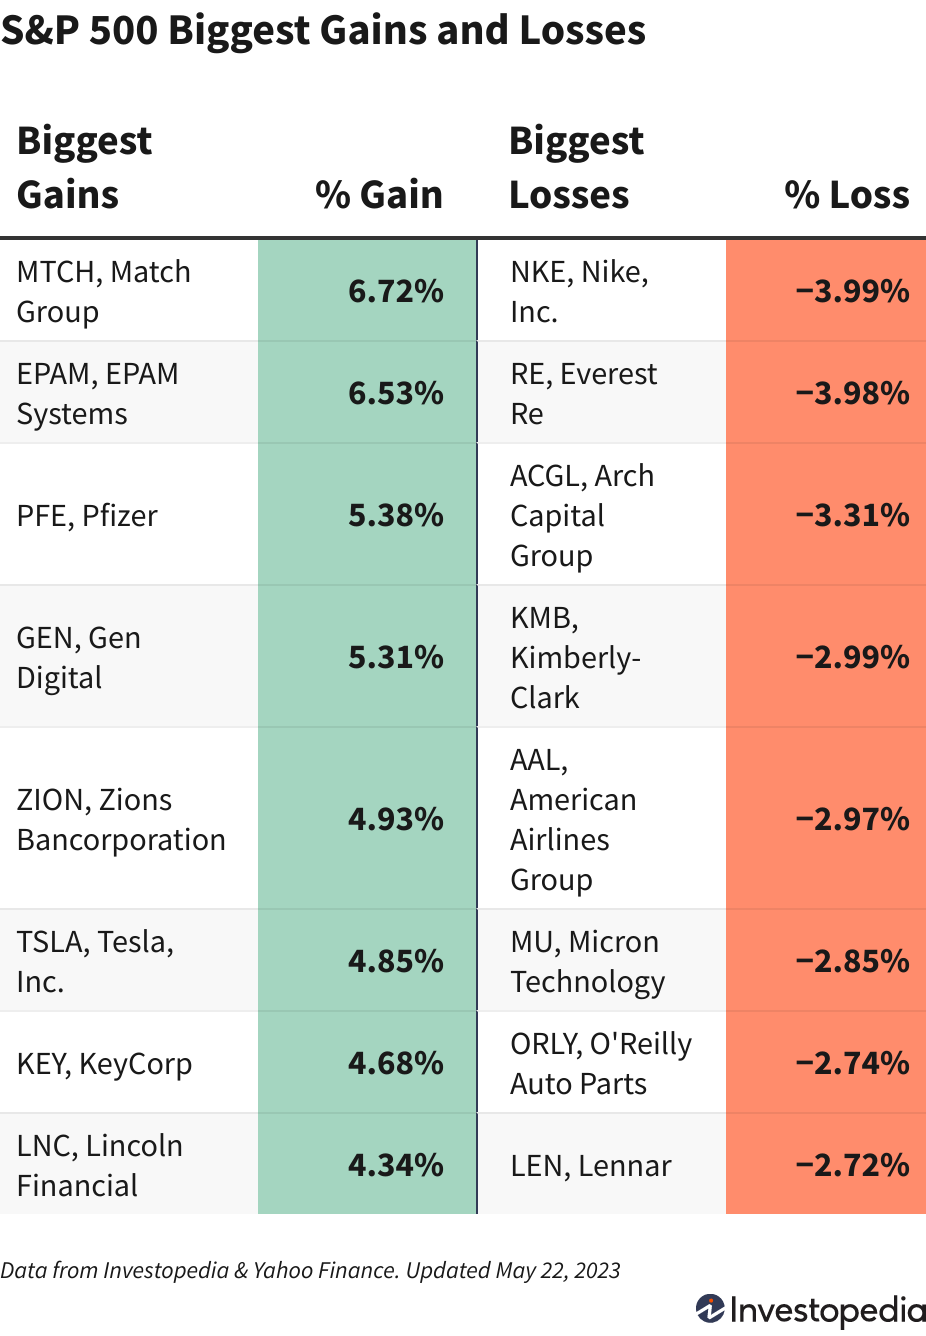 S&P 500 Biggest Gains and Losses
Biggest
Gains
% Gain
Biggest
Losses
% Loss
MTCH, Match
Group
6.72%
NKE, Nike,
Inc.
−3.99%
EPAM, EPAM
Systems
6.53%
RE, Everest
Re
−3.98%
PFE, Pfizer
5.38%
ACGL, Arch
Capital
Group
−3.31%
GEN, Gen
Digital
5.31%
KMB,
Kimberly-
Clark
−2.99%
ZION, Zions
Bancorporation
4.93%
AAL,
American
Airlines
Group
−2.97%
TSLA, Tesla,
Inc.
4.85%
MU, Micron
Technology
−2.85%
KEY, KeyCorp
4.68%
ORLY, O'Reilly
Auto Parts
−2.74%
LNC, Lincoln
Financial
4.34%
LEN, Lennar
−2.72%
Data from Investopedia & Yahoo Finance. Updated May 22, 2023
Investopedia